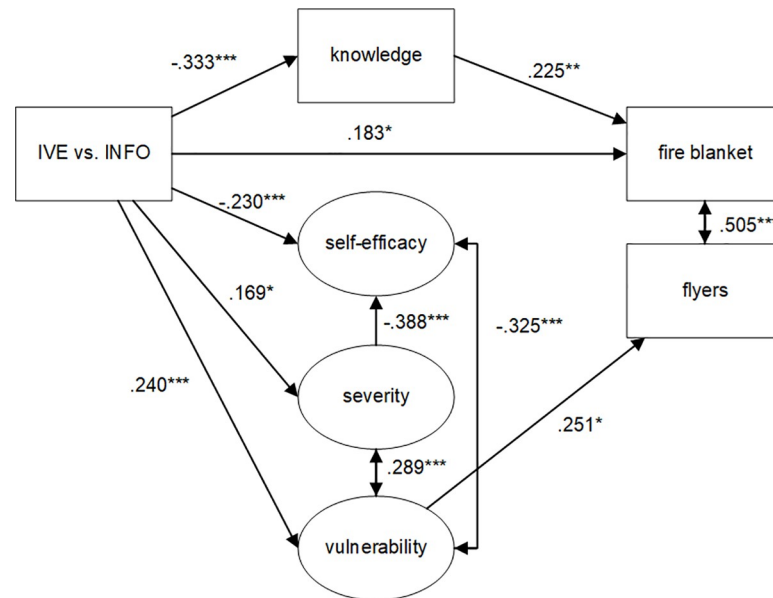 knowledge
-.333***
.225**
IVE vs. INFO
.183*
fire blanket
-.230***
self-efficacy
.505***
flyers
.169*
-.388***
-.325***
.240***
severity
.251*
.289***
vulnerability